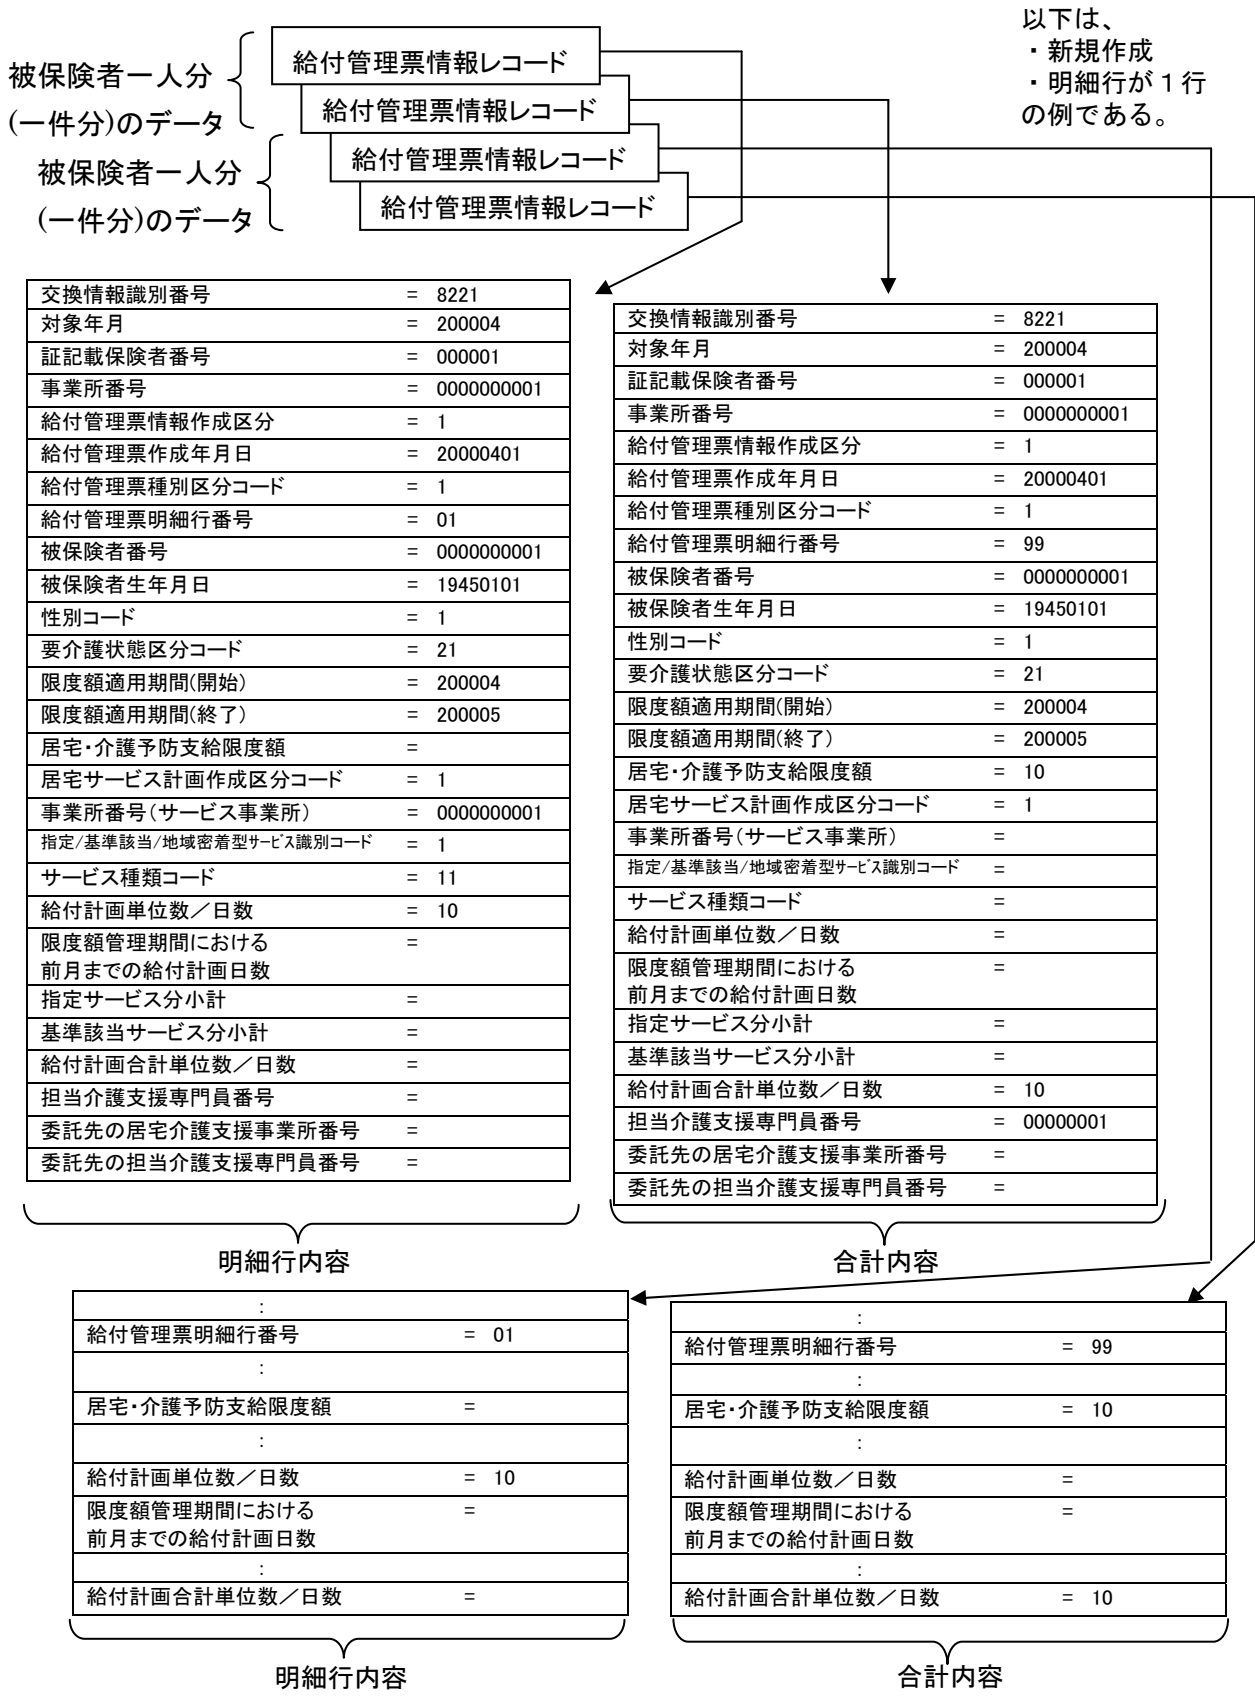 以下は、
・新規作成
・明細行が１行
の例である。
被保険者一人分
(一件分)のデータ
給付管理票情報レコード
給付管理票情報レコード
被保険者一人分
(一件分)のデータ
給付管理票情報レコード
給付管理票情報レコード
交換情報識別番号 = 8221
対象年月 = 200004
証記載保険者番号 = 000001
事業所番号 = 0000000001
給付管理票情報作成区分 = 1
給付管理票作成年月日 = 20000401
給付管理票種別区分コード = 1
給付管理票明細行番号 = 01
被保険者番号 = 0000000001
被保険者生年月日 = 19450101
性別コード = 1
要介護状態区分コード = 21
限度額適用期間(開始) = 200004
限度額適用期間(終了) = 200005
居宅・介護予防支給限度額 =
居宅サービス計画作成区分コード = 1
事業所番号(サービス事業所) = 0000000001
指定/基準該当/地域密着型サービス識別コード = 1
サービス種類コード = 11
給付計画単位数／日数 = 10
限度額管理期間における =
前月までの給付計画日数
指定サービス分小計 =
基準該当サービス分小計 =
給付計画合計単位数／日数 =
担当介護支援専門員番号 =
委託先の居宅介護支援事業所番号 =
委託先の担当介護支援専門員番号 =
明細行内容
交換情報識別番号 = 8221
対象年月 = 200004
証記載保険者番号 = 000001
事業所番号 = 0000000001
給付管理票情報作成区分 = 1
給付管理票作成年月日 = 20000401
給付管理票種別区分コード = 1
給付管理票明細行番号 = 99
被保険者番号 = 0000000001
被保険者生年月日 = 19450101
性別コード = 1
要介護状態区分コード = 21
限度額適用期間(開始) = 200004
限度額適用期間(終了) = 200005
居宅・介護予防支給限度額 = 10
居宅サービス計画作成区分コード = 1
事業所番号(サービス事業所) =
指定/基準該当/地域密着型サービス識別コード =
サービス種類コード =
給付計画単位数／日数 =
限度額管理期間における =
前月までの給付計画日数
指定サービス分小計 =
基準該当サービス分小計 =
給付計画合計単位数／日数 = 10
担当介護支援専門員番号 = 00000001
委託先の居宅介護支援事業所番号 =
委託先の担当介護支援専門員番号 =
合計内容
:
給付管理票明細行番号 = 01
:
居宅・介護予防支給限度額 =
:
給付計画単位数／日数 = 10
限度額管理期間における =
前月までの給付計画日数
:
給付計画合計単位数／日数 =
明細行内容
:
給付管理票明細行番号 = 99
:
居宅・介護予防支給限度額 = 10
:
給付計画単位数／日数 =
限度額管理期間における =
前月までの給付計画日数
:
給付計画合計単位数／日数 = 10
合計内容